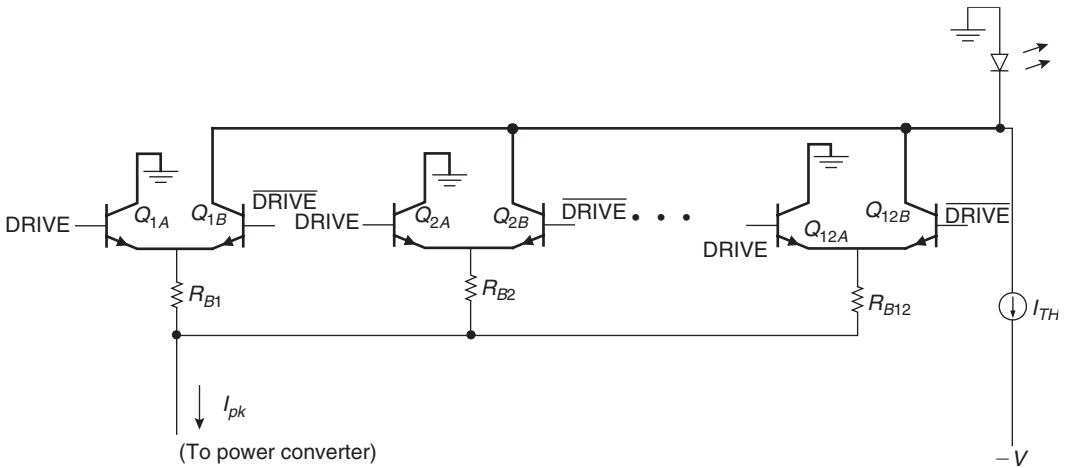 DRIVE
Q1A
Q1B
DRIVE
DRIVE
Q2A
Q2B
DRIVE
• • •
DRIVE
Q12A
Q12B
DRIVE
RB1
RB2
RB12
ITH
Ipk
(To power converter)
−V